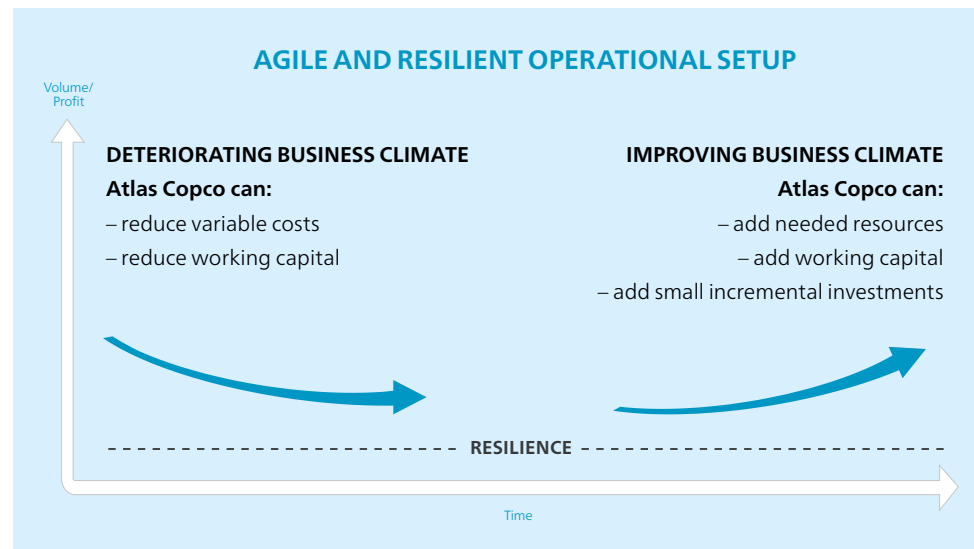 AGILE AND RESILIENT OPERATIONAL SETUP
Volume/
Profit
DETERIORATING BUSINESS CLIMATE
Atlas Copco can:
– reduce variable costs
– reduce working capital
IMPROVING BUSINESS CLIMATE
Atlas Copco can:
– add needed resources
– add working capital
– add small incremental investments
RESILIENCE
Time